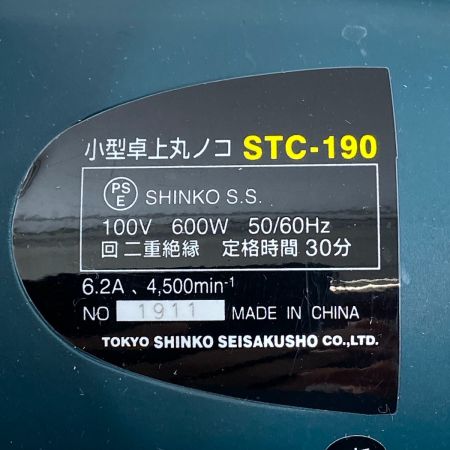 小型卓上丸ノコ STC-190
PS E SHINKO S.S.
100V 600W 50/60Hz
回 二重絶縁 定格時間 30分
6.2A、4,500min⁻¹
NO 1911 MADE IN CHINA
TOKYO SHINKO SEISAKUSHO CO.,LTD.